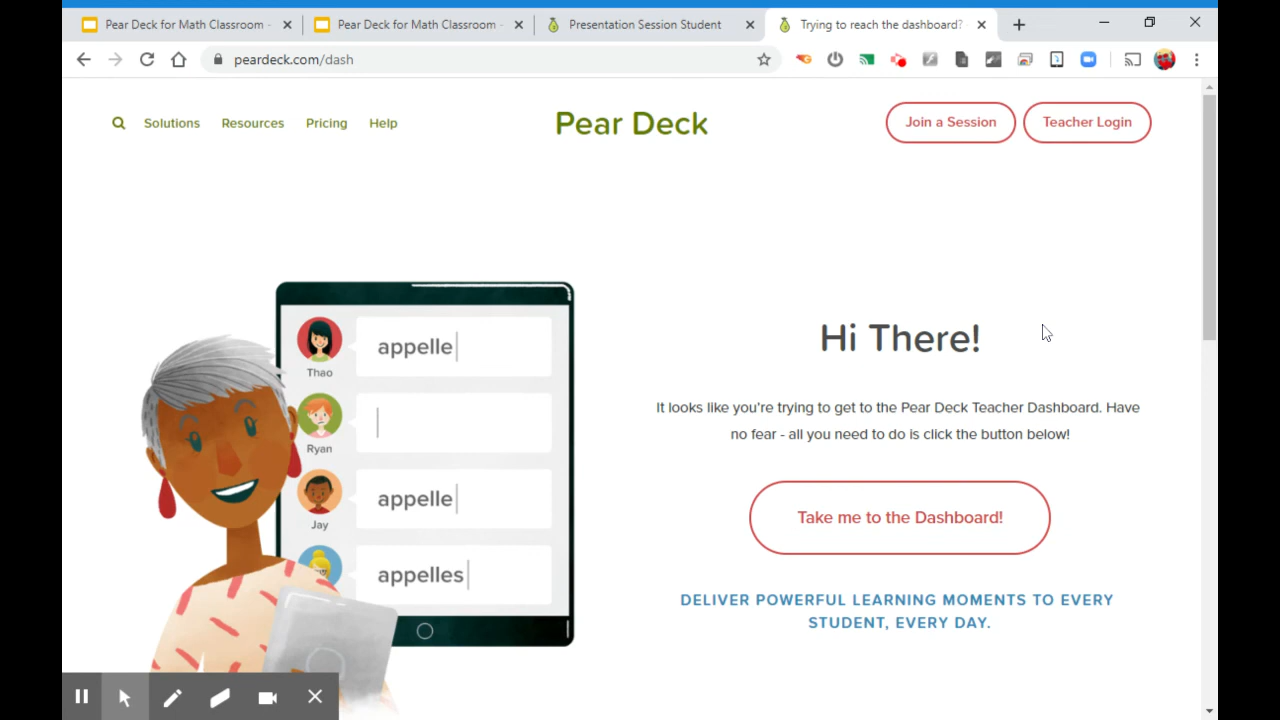 Pear Deck for Math Classroom -
Pear Deck for Math Classroom -
Presentation Session Student
Trying to reach the dashboard?
peardeck.com/dash
Solutions
Resources
Pricing
Help
Pear Deck
Join a Session
Teacher Login
appelle
Thao
Ryan
appelle
Jay
appelles
Hi There!
It looks like you're trying to get to the Pear Deck Teacher Dashboard. Have
no fear - all you need to do is click the button below!
Take me to the Dashboard!
DELIVER POWERFUL LEARNING MOMENTS TO EVERY
STUDENT, EVERY DAY.